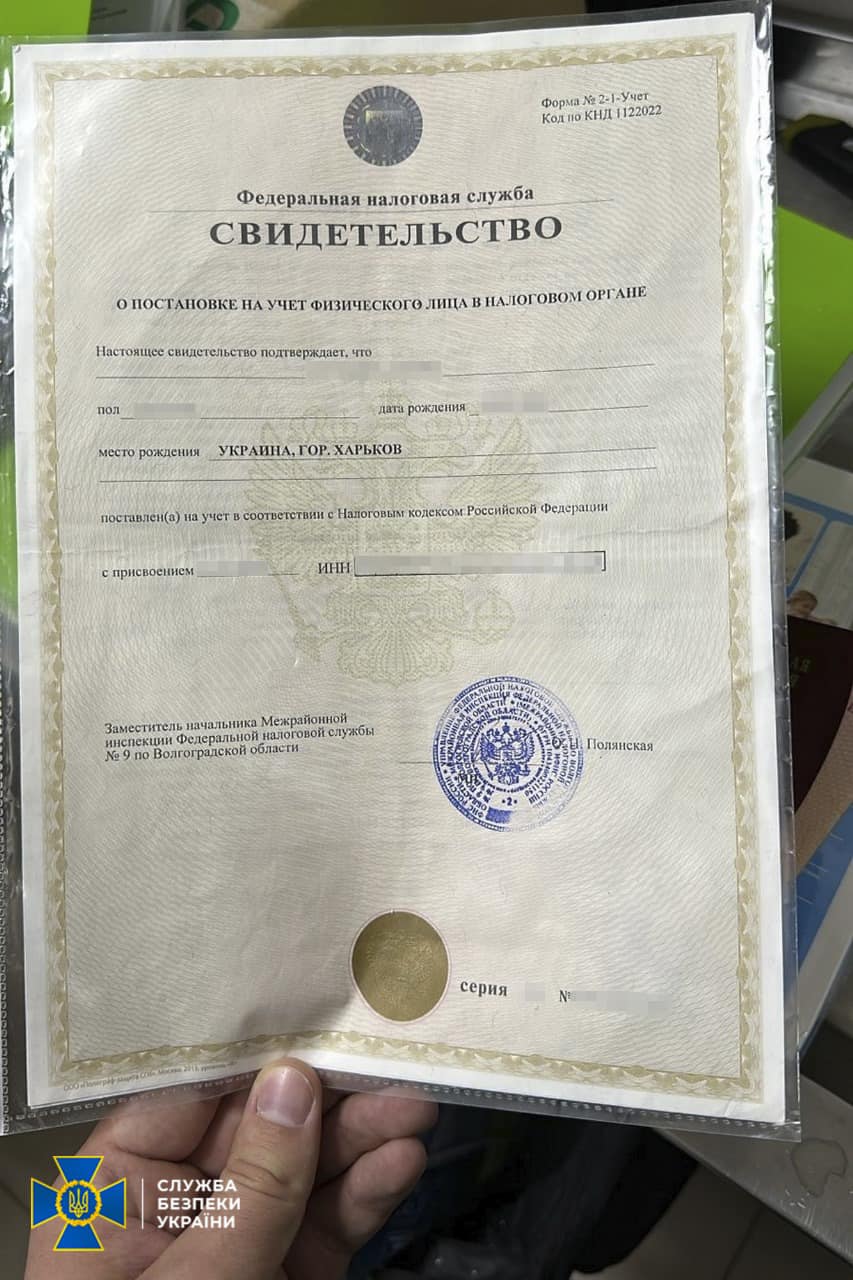 Форма № 2-1-Учет
Код по КНД 1122022
Федеральная налоговая служба
СВИДЕТЕЛЬСТВО
О ПОСТАНОВКЕ НА УЧЕТ ФИЗИЧЕСКОГО ЛИЦА В НАЛОГОВОМ ОРГАНЕ
Настоящее свидетельство подтверждает, что
пол дата рождения
место рождения УКРАИНА, ГОР. ХАРЬКОВ
поставлен(а) на учет в соответствии с Налоговым кодексом Российской Федерации
с присвоением ИНН
Заместитель начальника Межрайонной
инспекции Федеральной налоговой службы
№ 9 по Волгоградской области
Полянская
серия №
СЛУЖБА
БЕЗПЕКИ
УКРАЇНИ